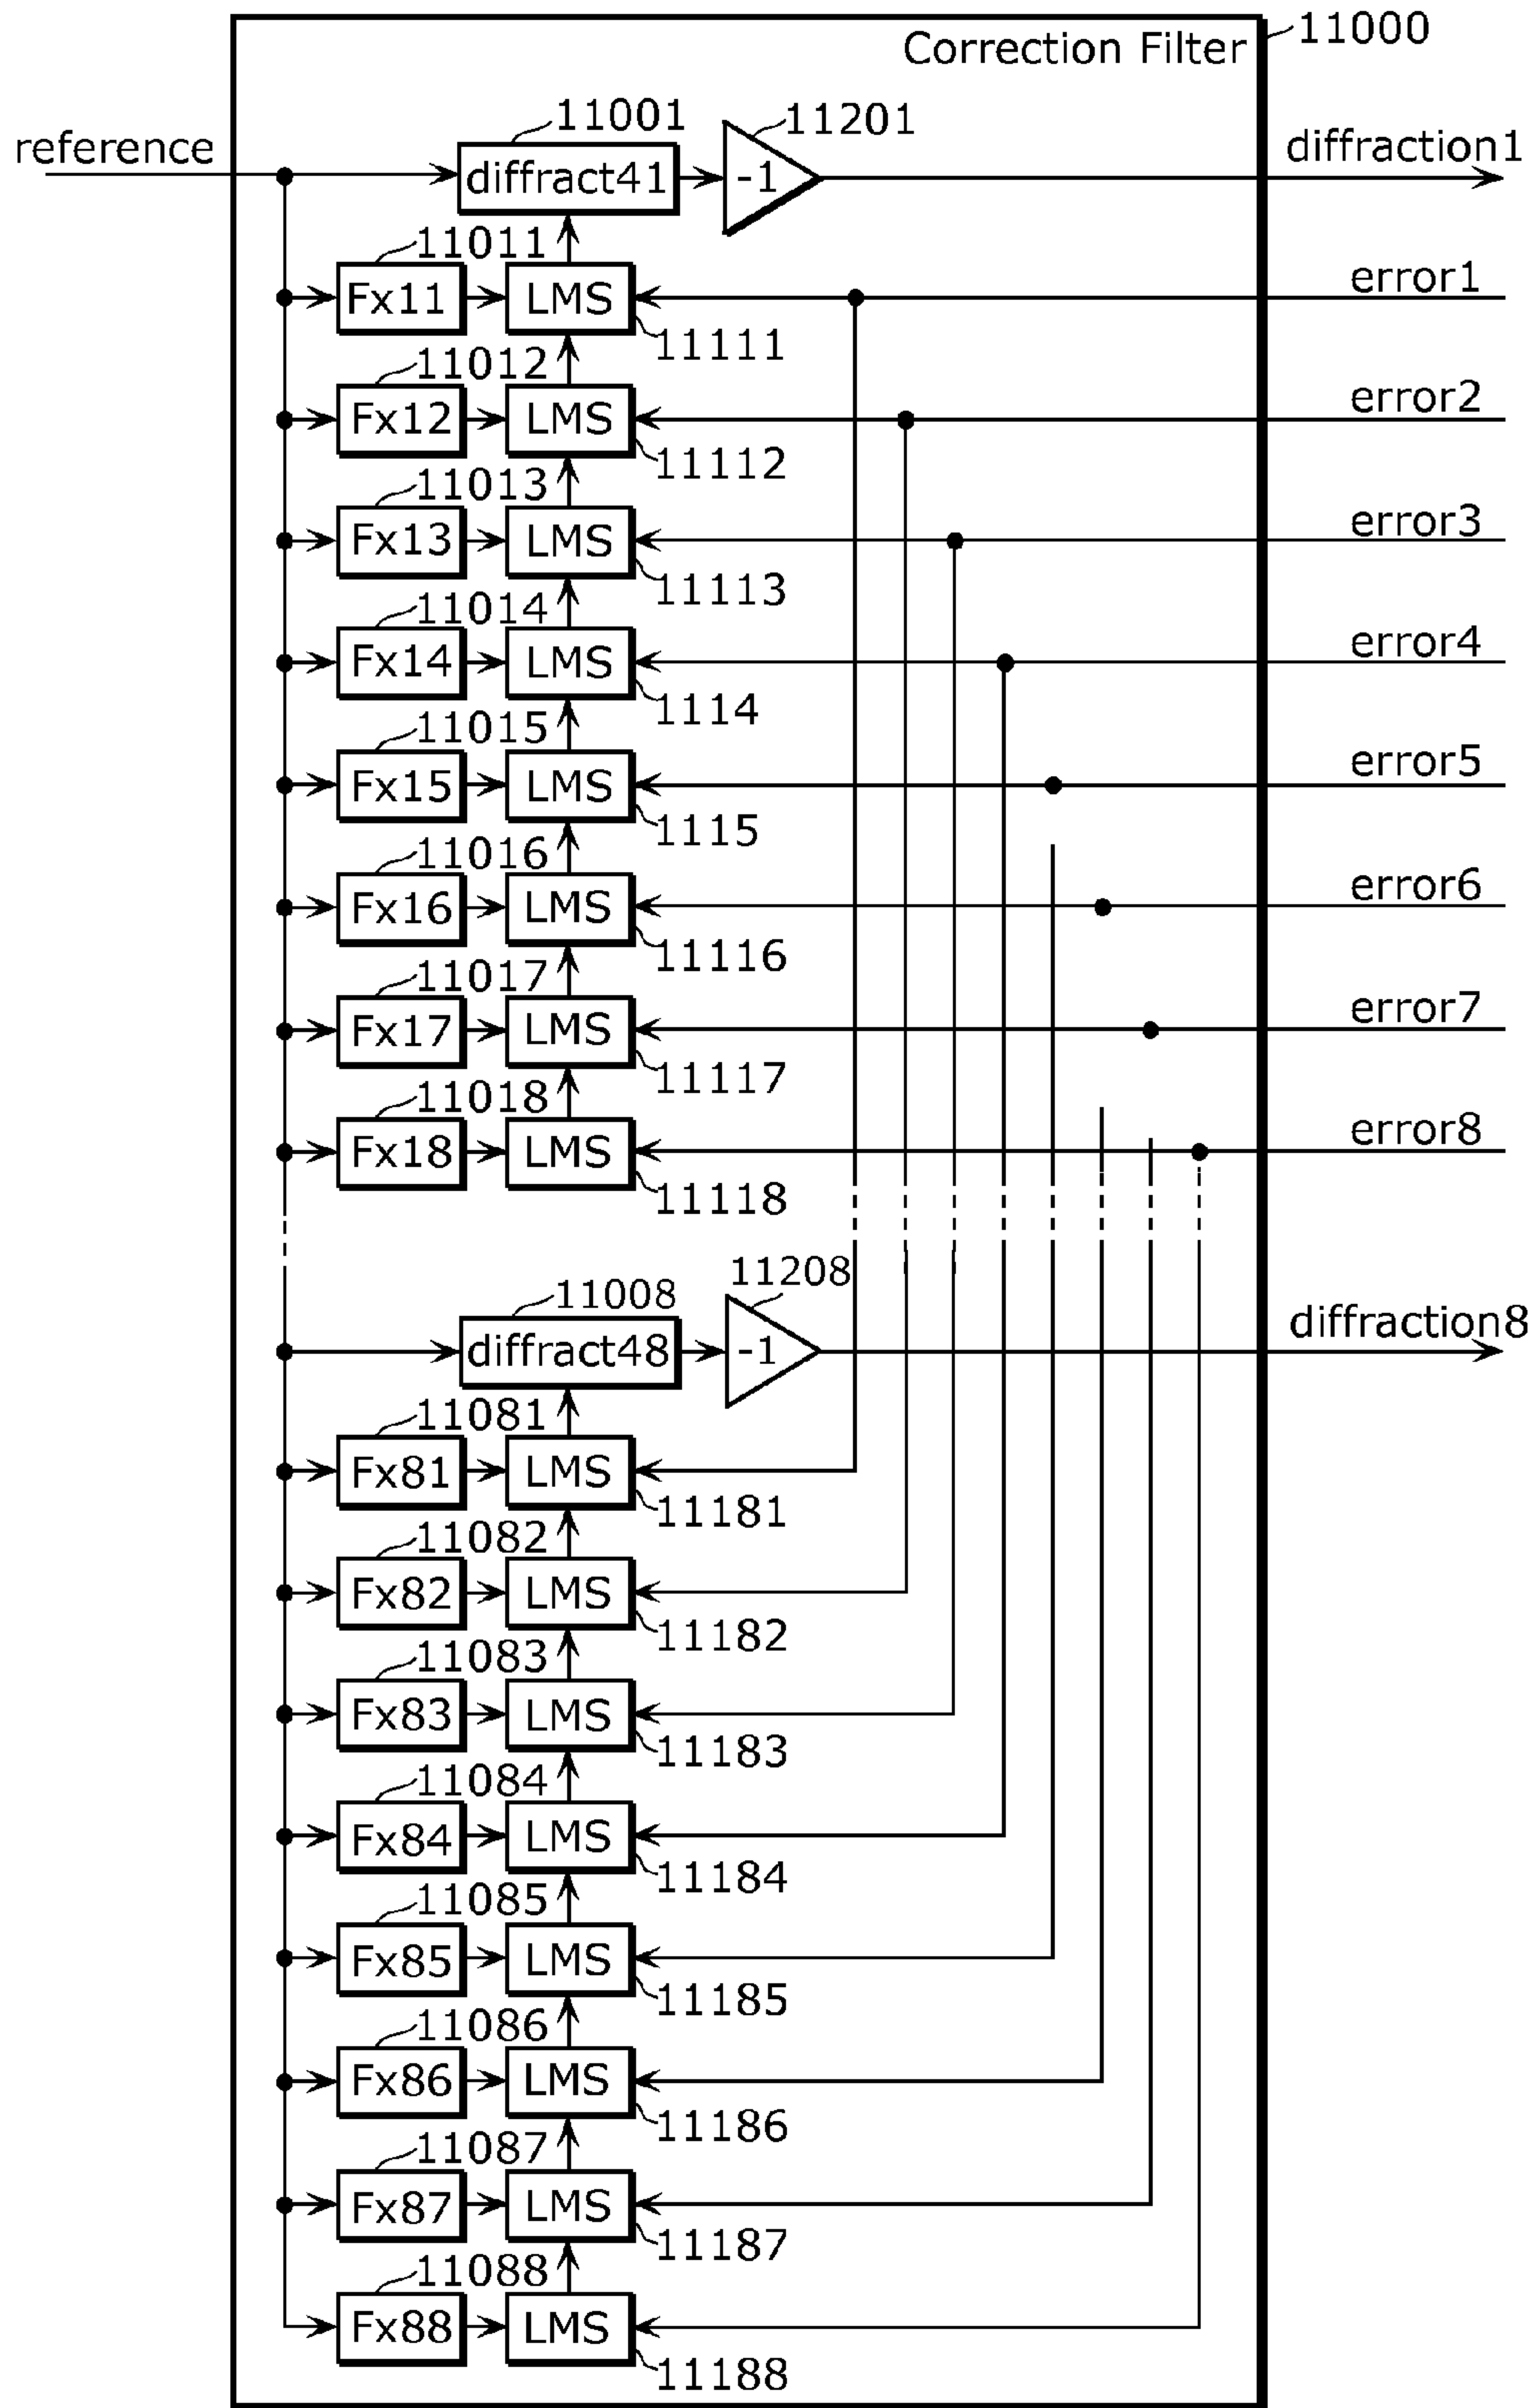 Correction Filter
11000
reference
11001
11201
diffract41
-1
diffraction1
11011
Fx11
LMS
11111
error1
11012
Fx12
LMS
11112
error2
11013
Fx13
LMS
11113
error3
11014
Fx14
LMS
1114
error4
11015
Fx15
LMS
1115
error5
11016
Fx16
LMS
11116
error6
11017
Fx17
LMS
11117
error7
11018
Fx18
LMS
11118
error8
11008
11208
diffract48
-1
diffraction8
11081
Fx81
LMS
11181
11082
Fx82
LMS
11182
11083
Fx83
LMS
11183
11084
Fx84
LMS
11184
11085
Fx85
LMS
11185
11086
Fx86
LMS
11186
11087
Fx87
LMS
11187
11088
Fx88
LMS
11188